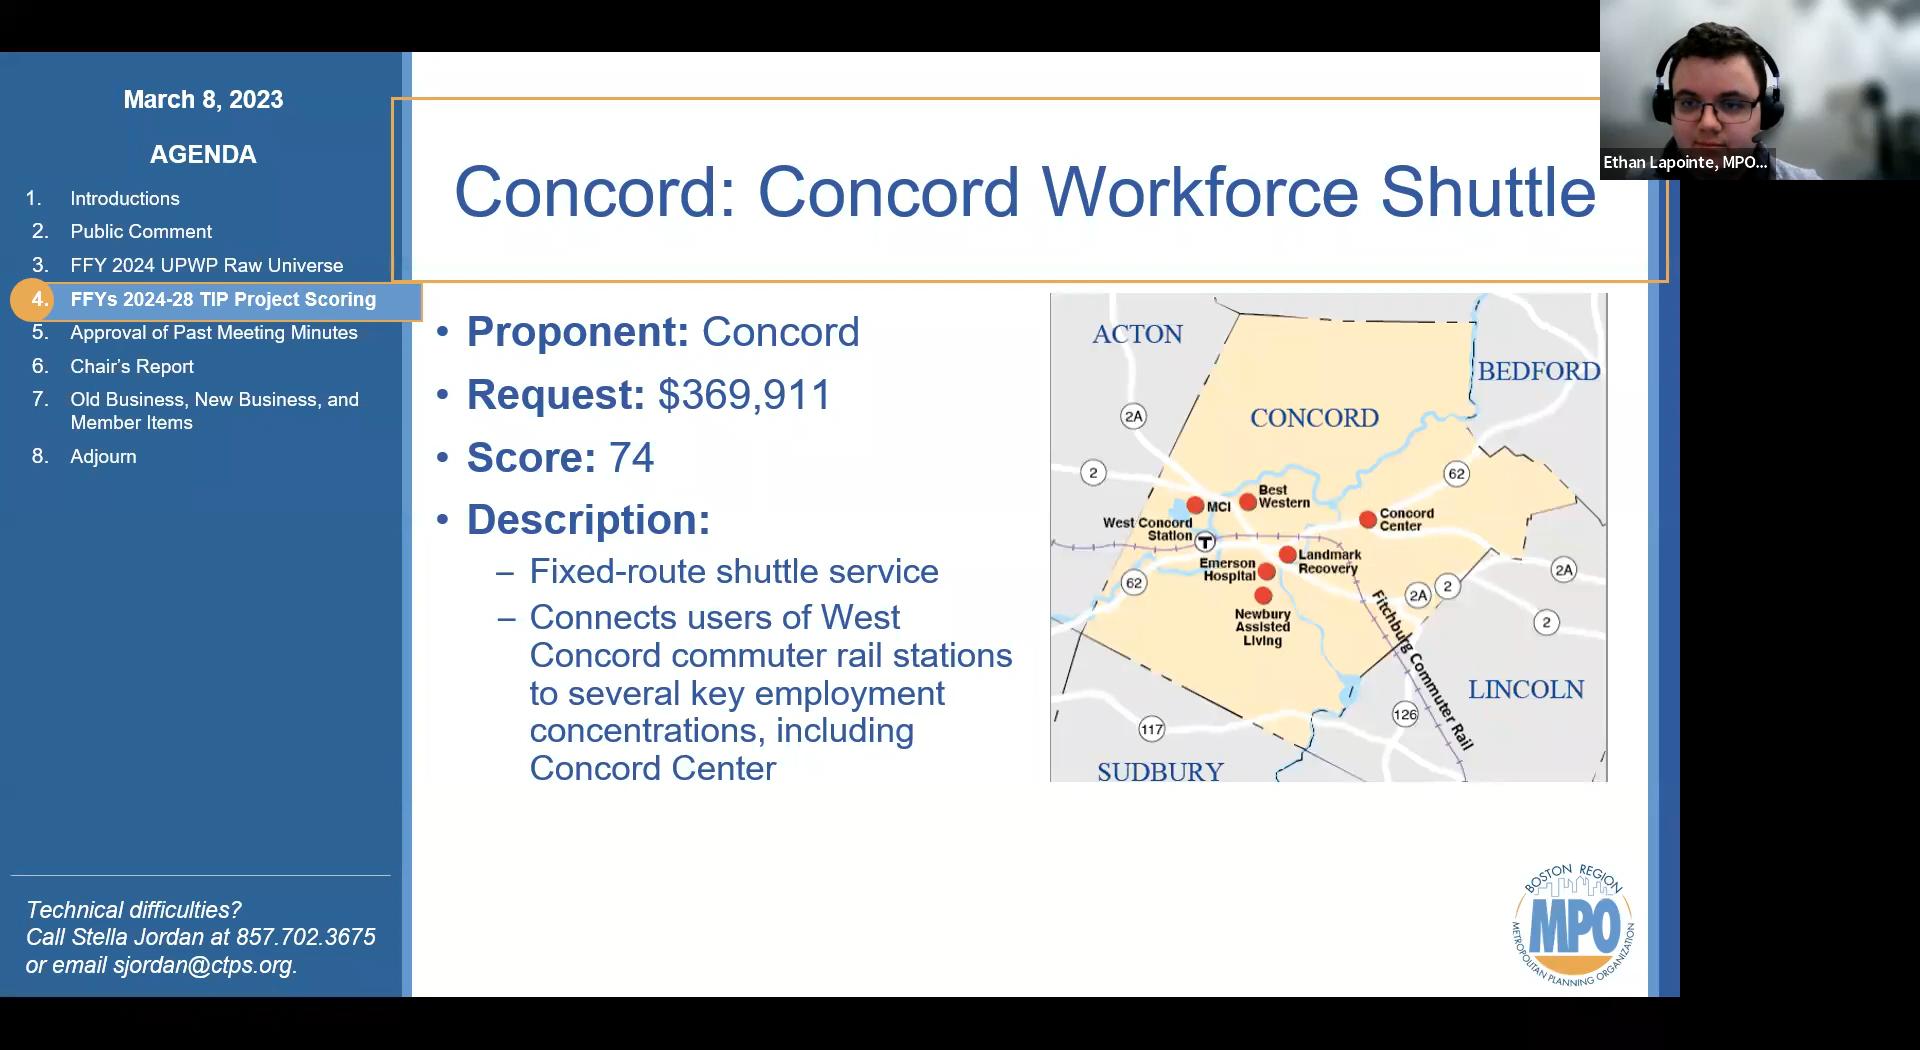 March 8, 2023
AGENDA
1. Introductions
2. Public Comment
3. FFY 2024 UPWP Raw Universe
4. FFYs 2024-28 TIP Project Scoring
5. Approval of Past Meeting Minutes
6. Chair's Report
7. Old Business, New Business, and
Member Items
8. Adjourn
Technical difficulties?
Call Stella Jordan at 857.702.3675
or email sjordan@ctps.org.
Concord: Concord Workforce Shuttle
• Proponent: Concord
• Request: $369,911
• Score: 74
• Description:
– Fixed-route shuttle service
– Connects users of West
Concord commuter rail stations
to several key employment
concentrations, including
Concord Center
ACTON
BEDFORD
2A
CONCORD
2
62
Best
Western
MCI
Concord
Center
West Concord
Station
T
Landmark
Recovery
Emerson
Hospital
62
2A
2
2A
Newbury
Assisted
Living
2
Fitchburg Commuter Rail
LINCOLN
126
117
SUDBURY
BOSTON REGION
MPO
METROPOLITAN PLANNING ORGANIZATION
Ethan Lapointe, MPO...